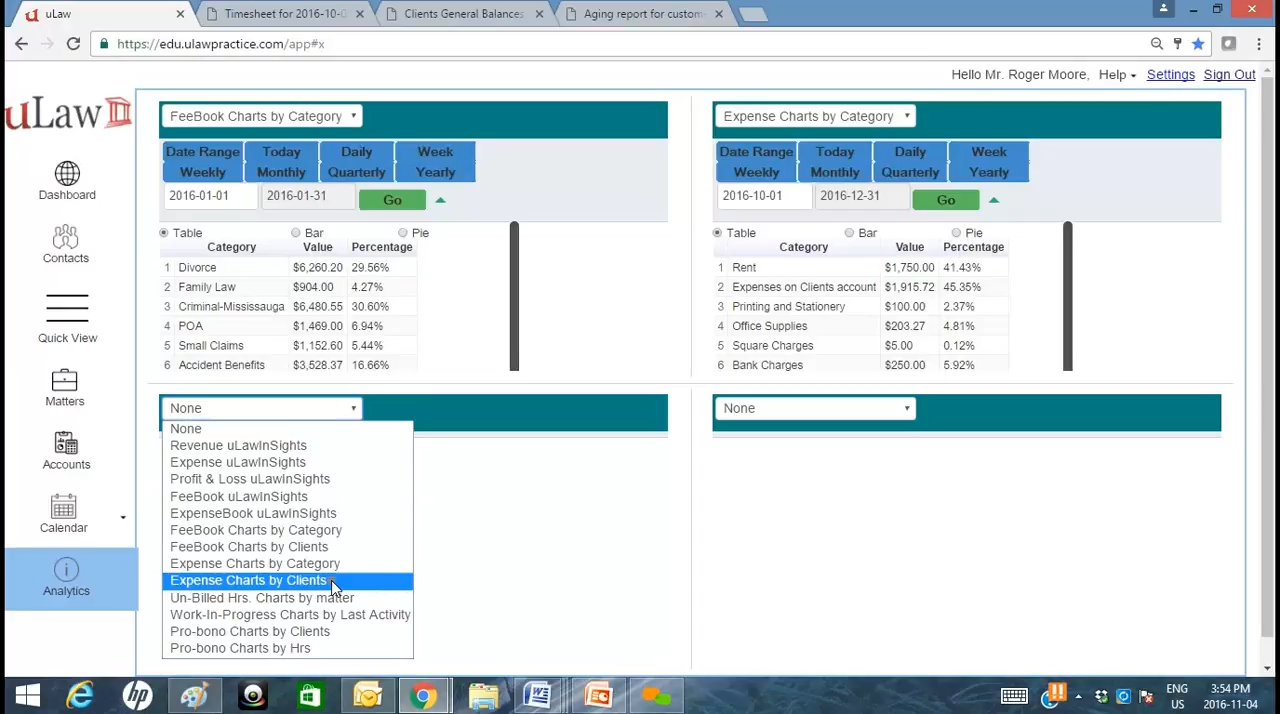 uLaw
Timesheet for 2016-10-0
Clients General Balances
Aging report for custom
https://edu.ulawpractice.com/app#x
Hello Mr. Roger Moore, Help Settings Sign Out
uLaw
Dashboard
Contacts
Quick View
Matters
Accounts
Calendar
Analytics
FeeBook Charts by Category
Date Range Today Daily Week
Weekly Monthly Quarterly Yearly
2016-01-01 2016-01-31 Go
Table Bar Pie
Category Value Percentage
1 Divorce $6,260.20 29.56%
2 Family Law $904.00 4.27%
3 Criminal-Mississauga $6,480.55 30.60%
4 POA $1,469.00 6.94%
5 Small Claims $1,152.60 5.44%
6 Accident Benefits $3,528.37 16.66%
Expense Charts by Category
Date Range Today Daily Week
Weekly Monthly Quarterly Yearly
2016-10-01 2016-12-31 Go
Table Bar Pie
Category Value Percentage
1 Rent $1,750.00 41.43%
2 Expenses on Clients account $1,915.72 45.35%
3 Printing and Stationery $100.00 2.37%
4 Office Supplies $203.27 4.81%
5 Square Charges $5.00 0.12%
6 Bank Charges $250.00 5.92%
None
None
Revenue uLawInSights
Expense uLawInSights
Profit & Loss uLawInSights
FeeBook uLawInSights
ExpenseBook uLawInSights
FeeBook Charts by Category
FeeBook Charts by Clients
Expense Charts by Category
Expense Charts by Clients
Un-Billed Hrs. Charts by matter
Work-In-Progress Charts by Last Activity
Pro-bono Charts by Clients
Pro-bono Charts by Hrs
None
hp
ENG
US
3:54 PM
2016-11-04